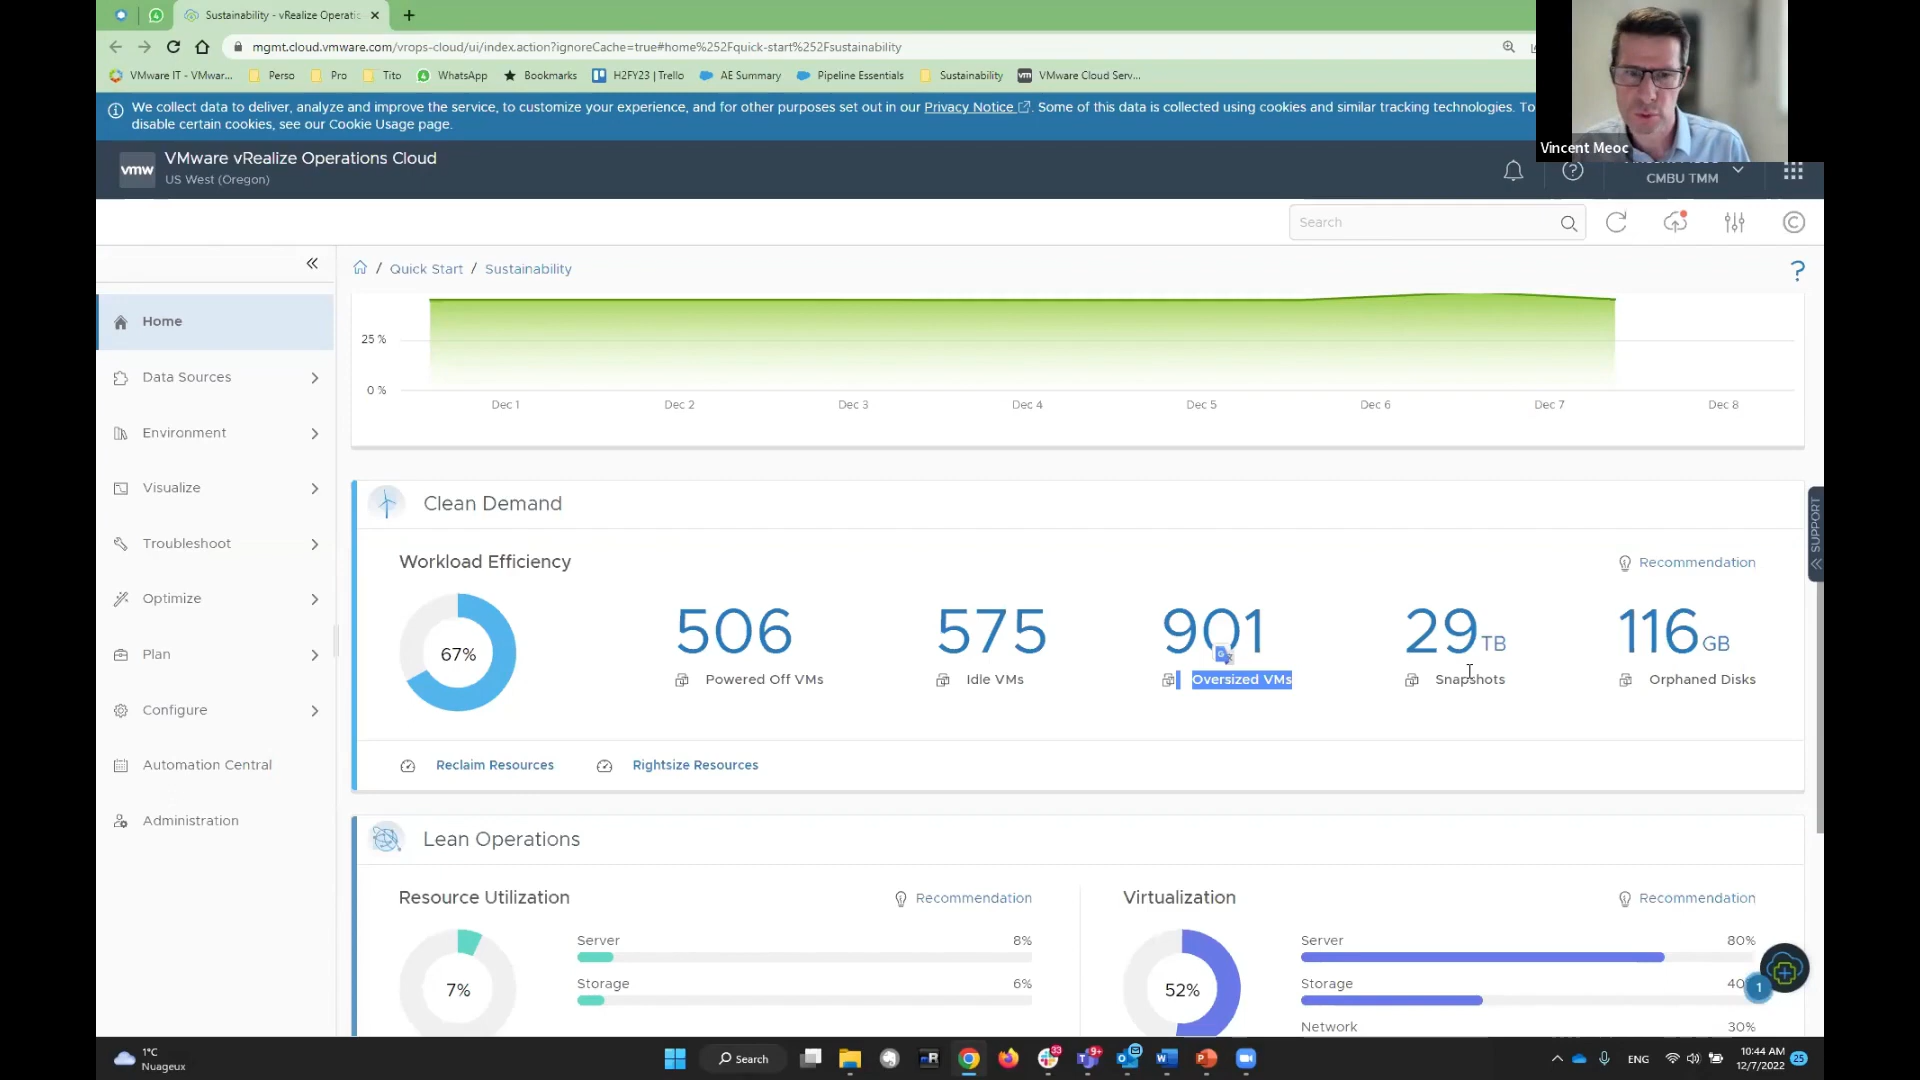 Sustainability - vRealize Operatic
mgmt.cloud.vmware.com/vrops-cloud/ui/index.action?ignoreCache=true#home%252Fquick-start%252Fsustainability
VMware IT - VMwar...
Perso
Pro
Tito
WhatsApp
Bookmarks
H2FY23 | Trello
AE Summary
Pipeline Essentials
Sustainability
VMware Cloud Serv...
We collect data to deliver, analyze and improve the service, to customize your experience, and for other purposes set out in our Privacy Notice. Some of this data is collected using cookies and similar tracking technologies. To
disable certain cookies, see our Cookie Usage page.
Vincent Meoc
vmw
VMware vRealize Operations Cloud
US West (Oregon)
CMBU TMM
Search
/ Quick Start / Sustainability
?
Home
Data Sources
Environment
Visualize
Troubleshoot
Optimize
Plan
Configure
Automation Central
Administration
25 %
0 %
Dec 1
Dec 2
Dec 3
Dec 4
Dec 5
Dec 6
Dec 7
Dec 8
SUPPORT
Clean Demand
Workload Efficiency
Recommendation
67%
506
Powered Off VMs
575
Idle VMs
901
Oversized VMs
29 TB
Snapshots
116 GB
Orphaned Disks
Reclaim Resources
Rightsize Resources
Lean Operations
Resource Utilization
Recommendation
7%
Server 8%
Storage 6%
Virtualization
Recommendation
52%
Server 80%
Storage 40
Network 30%
1
1°C
Nuageux
Search
33
9+
ENG
10:44 AM
12/7/2022
25